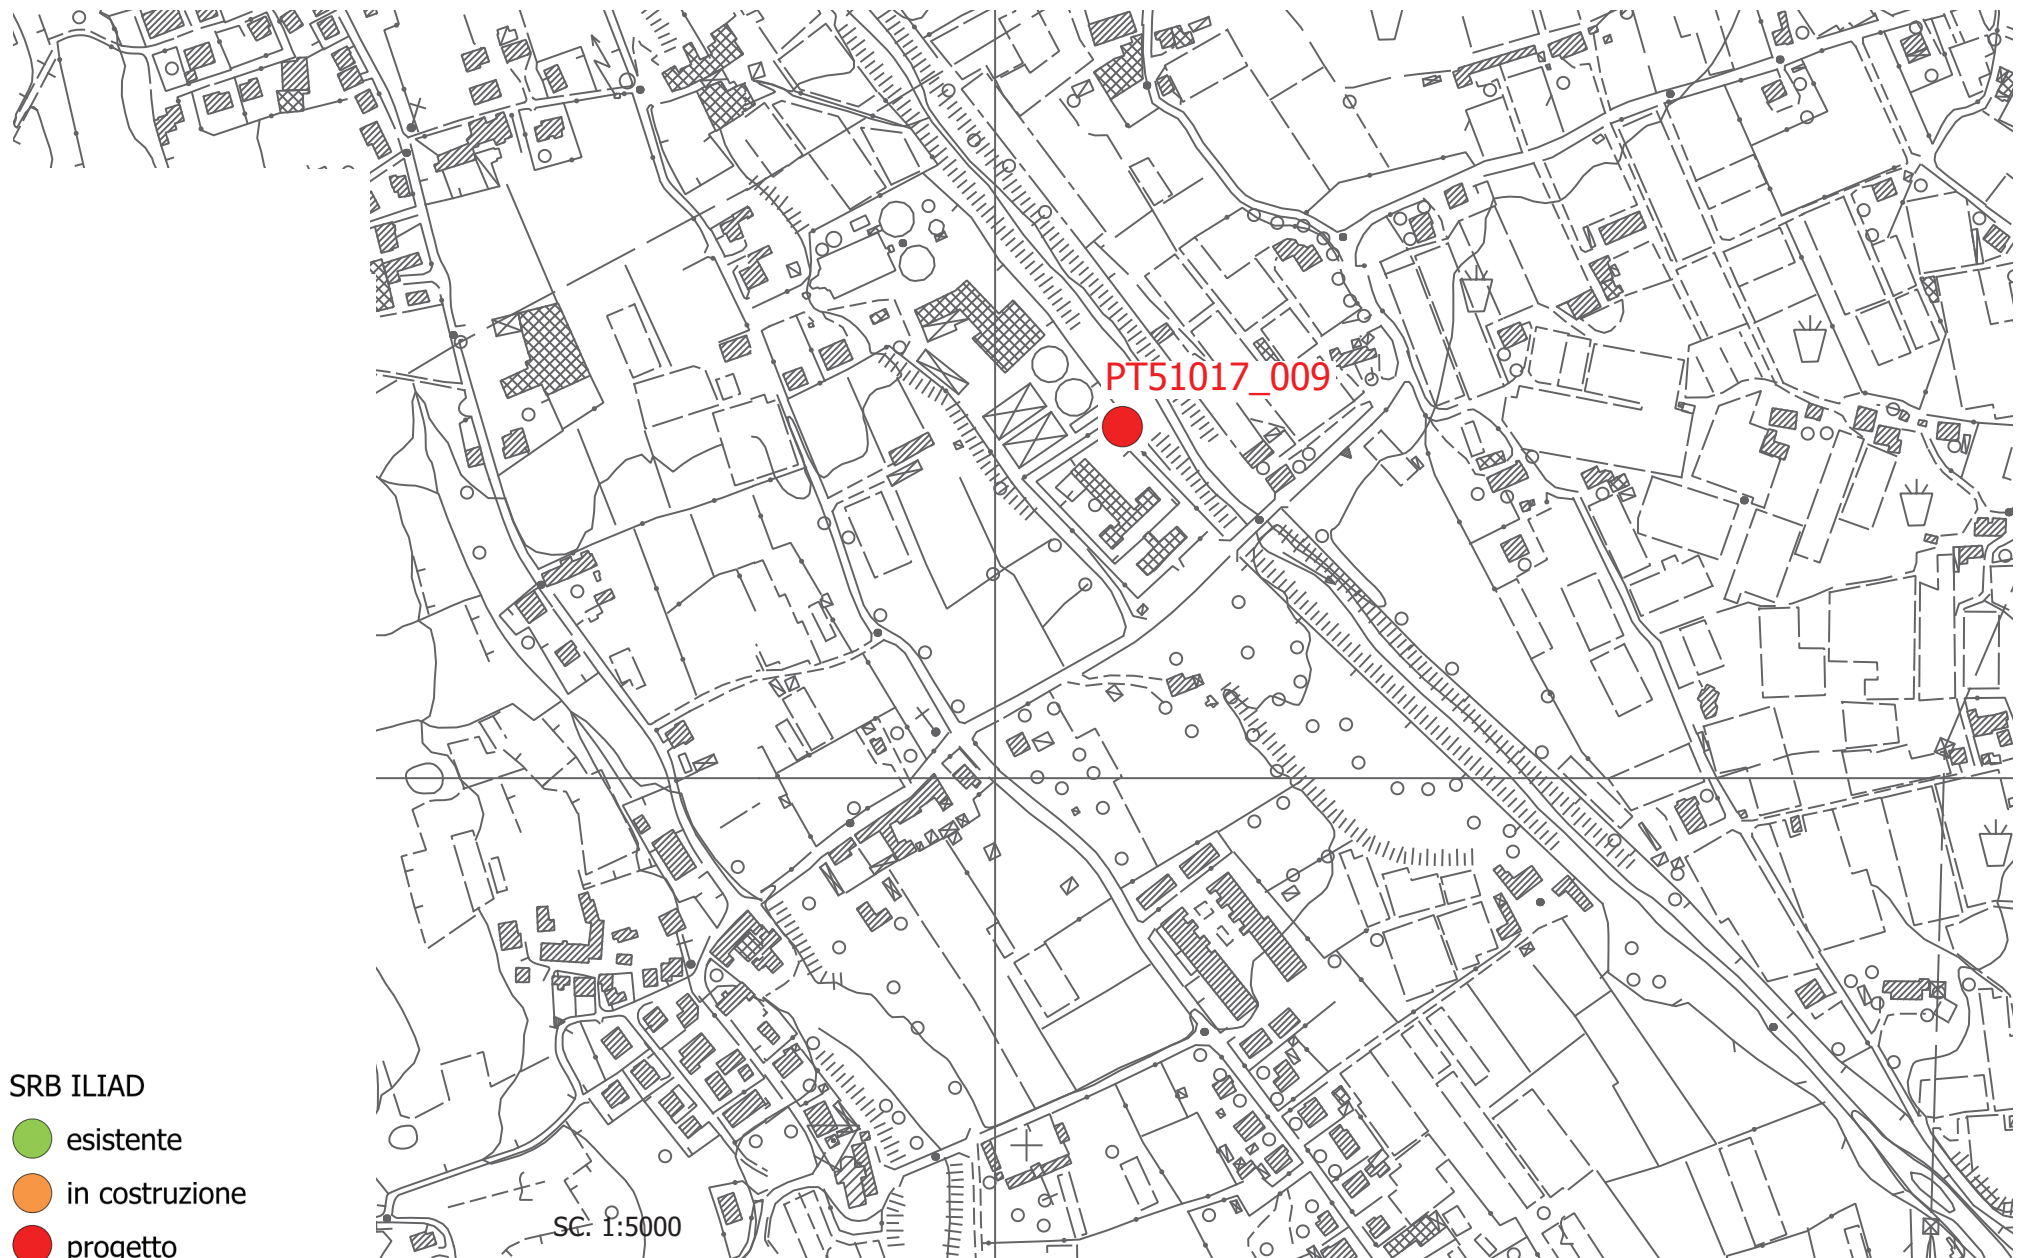 PT51017_009
SRB ILIAD
esistente
in costruzione
progetto
SC. 1:5000